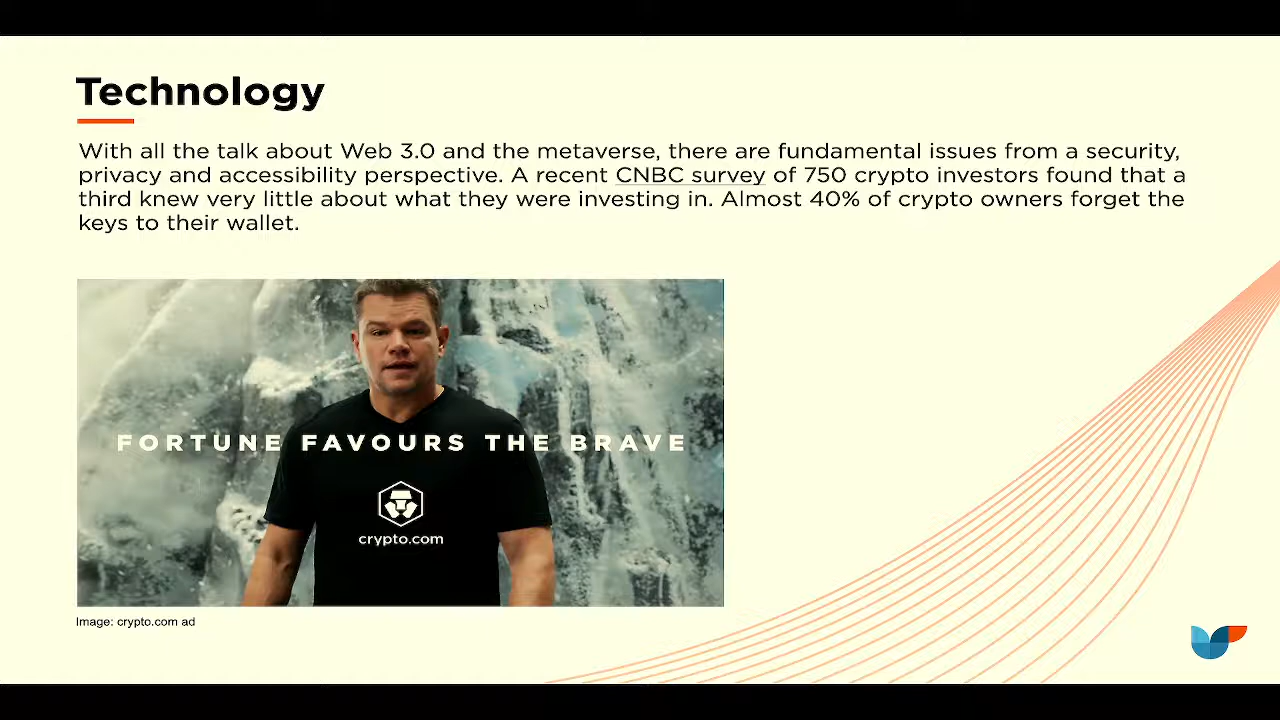 Technology
With all the talk about Web 3.0 and the metaverse, there are fundamental issues from a security,
privacy and accessibility perspective. A recent CNBC survey of 750 crypto investors found that a
third knew very little about what they were investing in. Almost 40% of crypto owners forget the
keys to their wallet.
FORTUNE FAVOURS THE BRAVE
crypto.com
Image: crypto.com ad